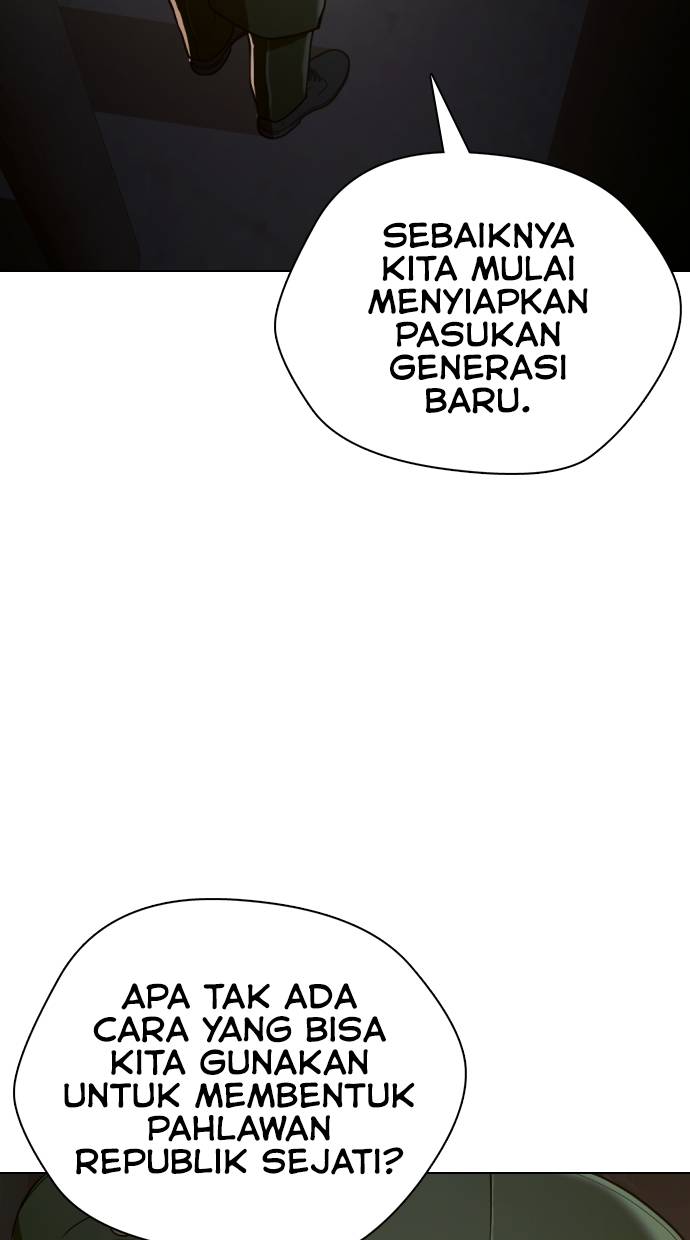 SEBAIKNYA
KITA MULAI
MENYIAPKAN
PASUKAN
GENERASI
BARU.
APA TAK ADA
CARA YANG BISA
KITA GUNAKAN
UNTUK MEMBENTUK
PAHLAWAN
REPUBLIK SEJATI?